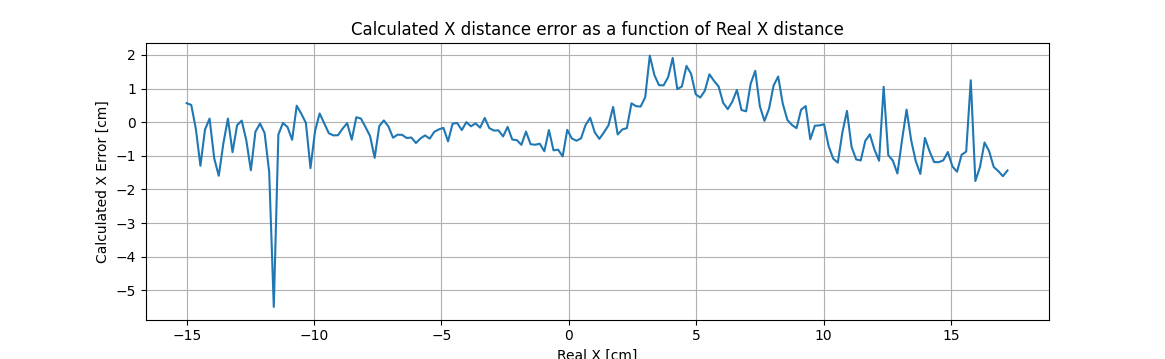 Calculated X distance error as a function of Real X distance
Calculated X Error [cm]
2
1
0
−1
−2
−3
−4
−5
−15 −10 −5 0 5 10 15
Real X [cm]